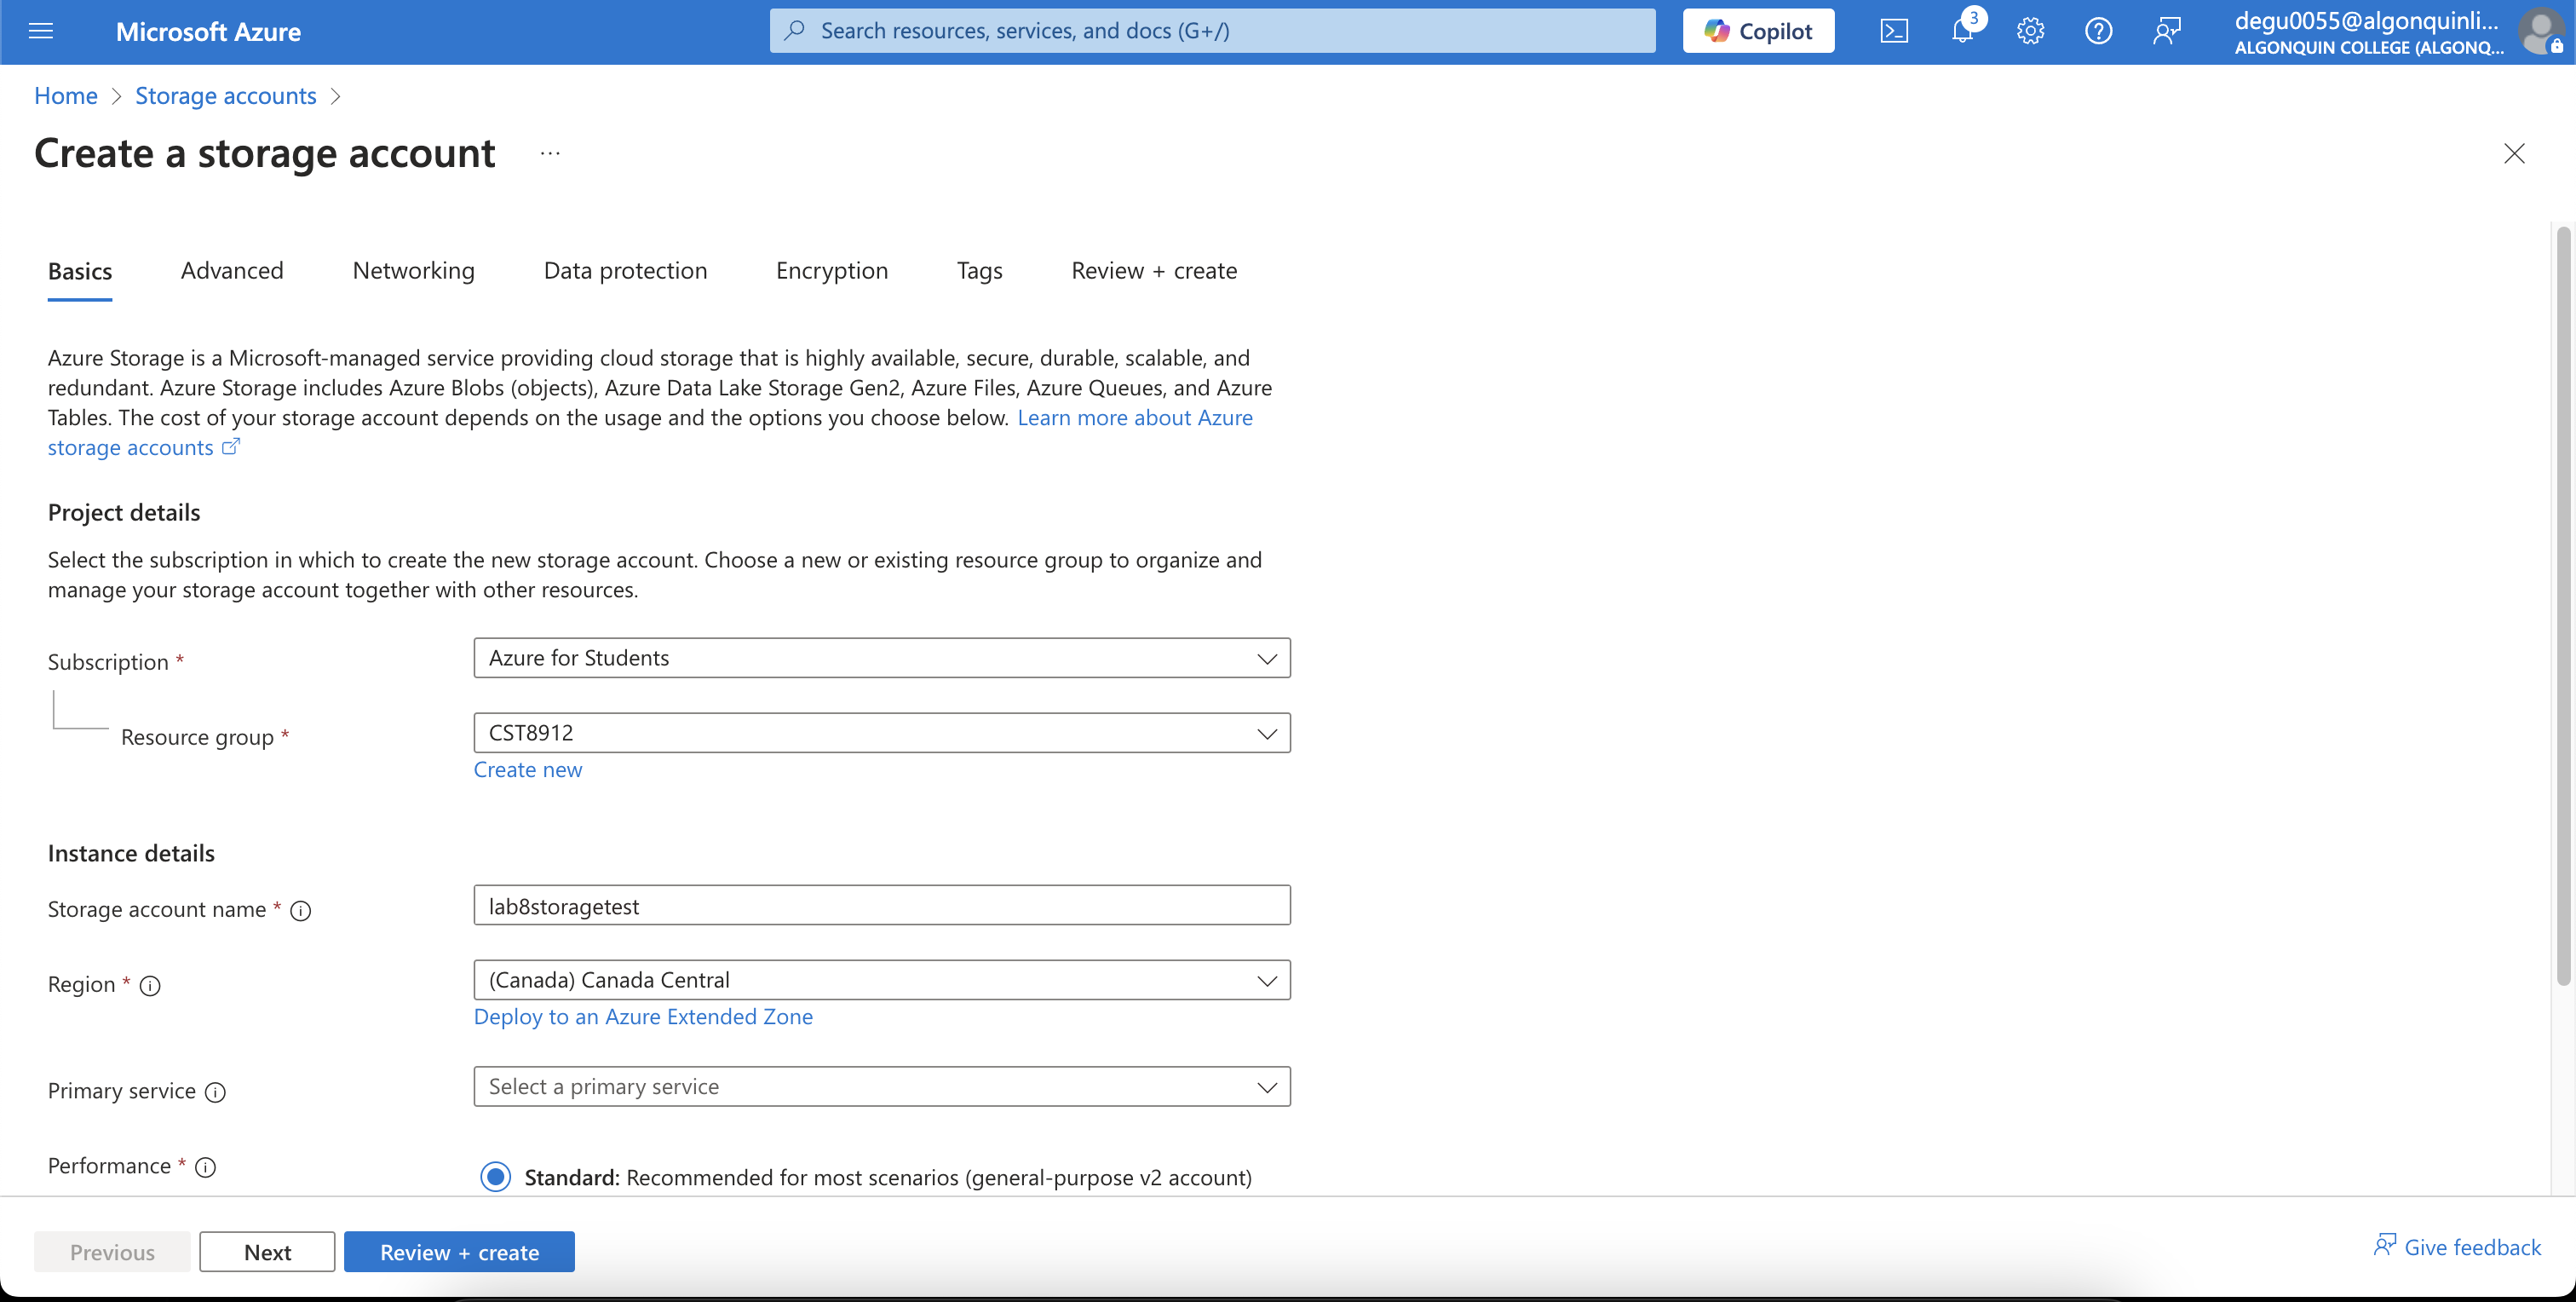 Microsoft Azure
Search resources, services, and docs (G+/)
Copilot
3
degu0055@algonquinli...
ALGONQUIN COLLEGE (ALGONQ...
Home > Storage accounts >
Create a storage account ...
Basics Advanced Networking Data protection Encryption Tags Review + create
Azure Storage is a Microsoft-managed service providing cloud storage that is highly available, secure, durable, scalable, and
redundant. Azure Storage includes Azure Blobs (objects), Azure Data Lake Storage Gen2, Azure Files, Azure Queues, and Azure
Tables. The cost of your storage account depends on the usage and the options you choose below. Learn more about Azure
storage accounts
Project details
Select the subscription in which to create the new storage account. Choose a new or existing resource group to organize and
manage your storage account together with other resources.
Subscription * Azure for Students
Resource group * CST8912
Create new
Instance details
Storage account name * lab8storagetest
Region * (Canada) Canada Central
Deploy to an Azure Extended Zone
Primary service Select a primary service
Performance * Standard: Recommended for most scenarios (general-purpose v2 account)
Previous Next Review + create Give feedback